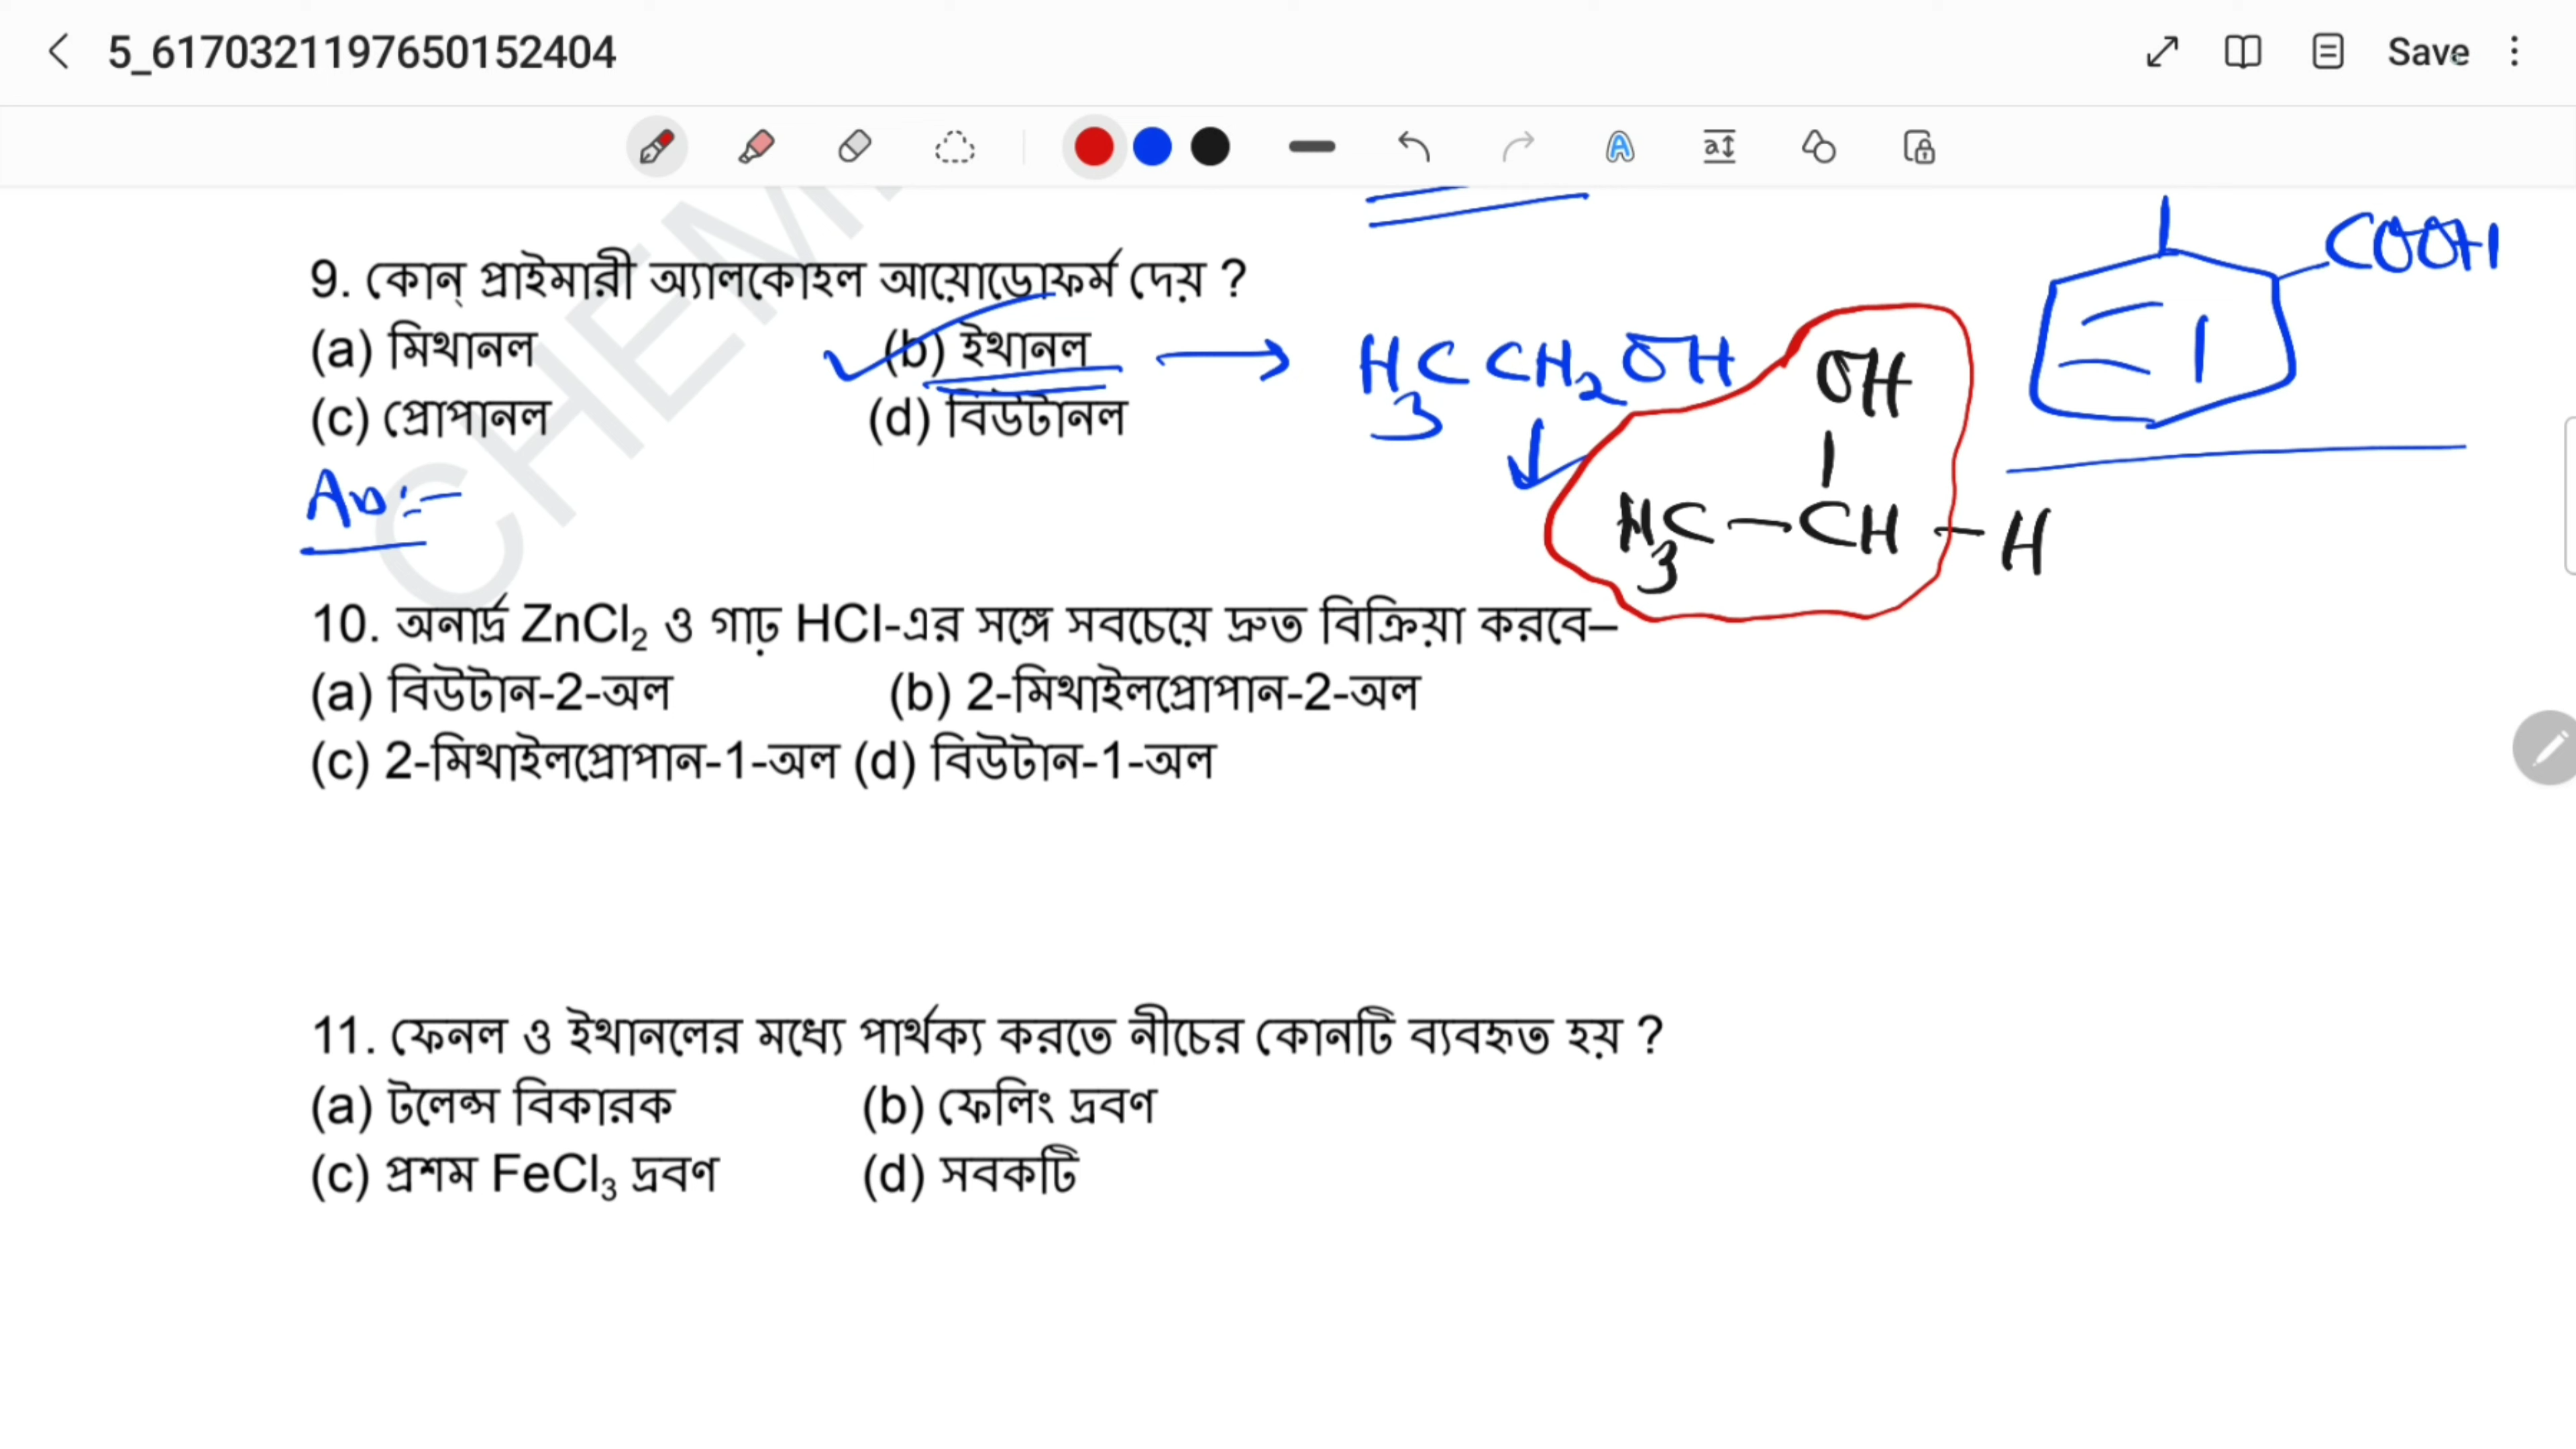 5_6170321197650152404
Save
CHEM
COOH
9. কোন্ প্রাইমারী অ্যালকোহল আয়োডোফর্ম দেয় ?
(a) মিথানল (b) ইথানল → H3C CH2OH
OH
(c) প্রোপানল (d) বিউটানল
H3C – CH – H
10. অনার্দ্র ZnCl2 ও গাঢ় HCl-এর সঙ্গে সবচেয়ে দ্রুত বিক্রিয়া করবে–
(a) বিউটান-2-অল (b) 2-মিথাইলপ্রোপান-2-অল
(c) 2-মিথাইলপ্রোপান-1-অল (d) বিউটান-1-অল
11. ফেনল ও ইথানলের মধ্যে পার্থক্য করতে নীচের কোনটি ব্যবহৃত হয় ?
(a) টলেন্স বিকারক (b) ফেলিং দ্রবণ
(c) প্রশম FeCl3 দ্রবণ (d) সবকটি